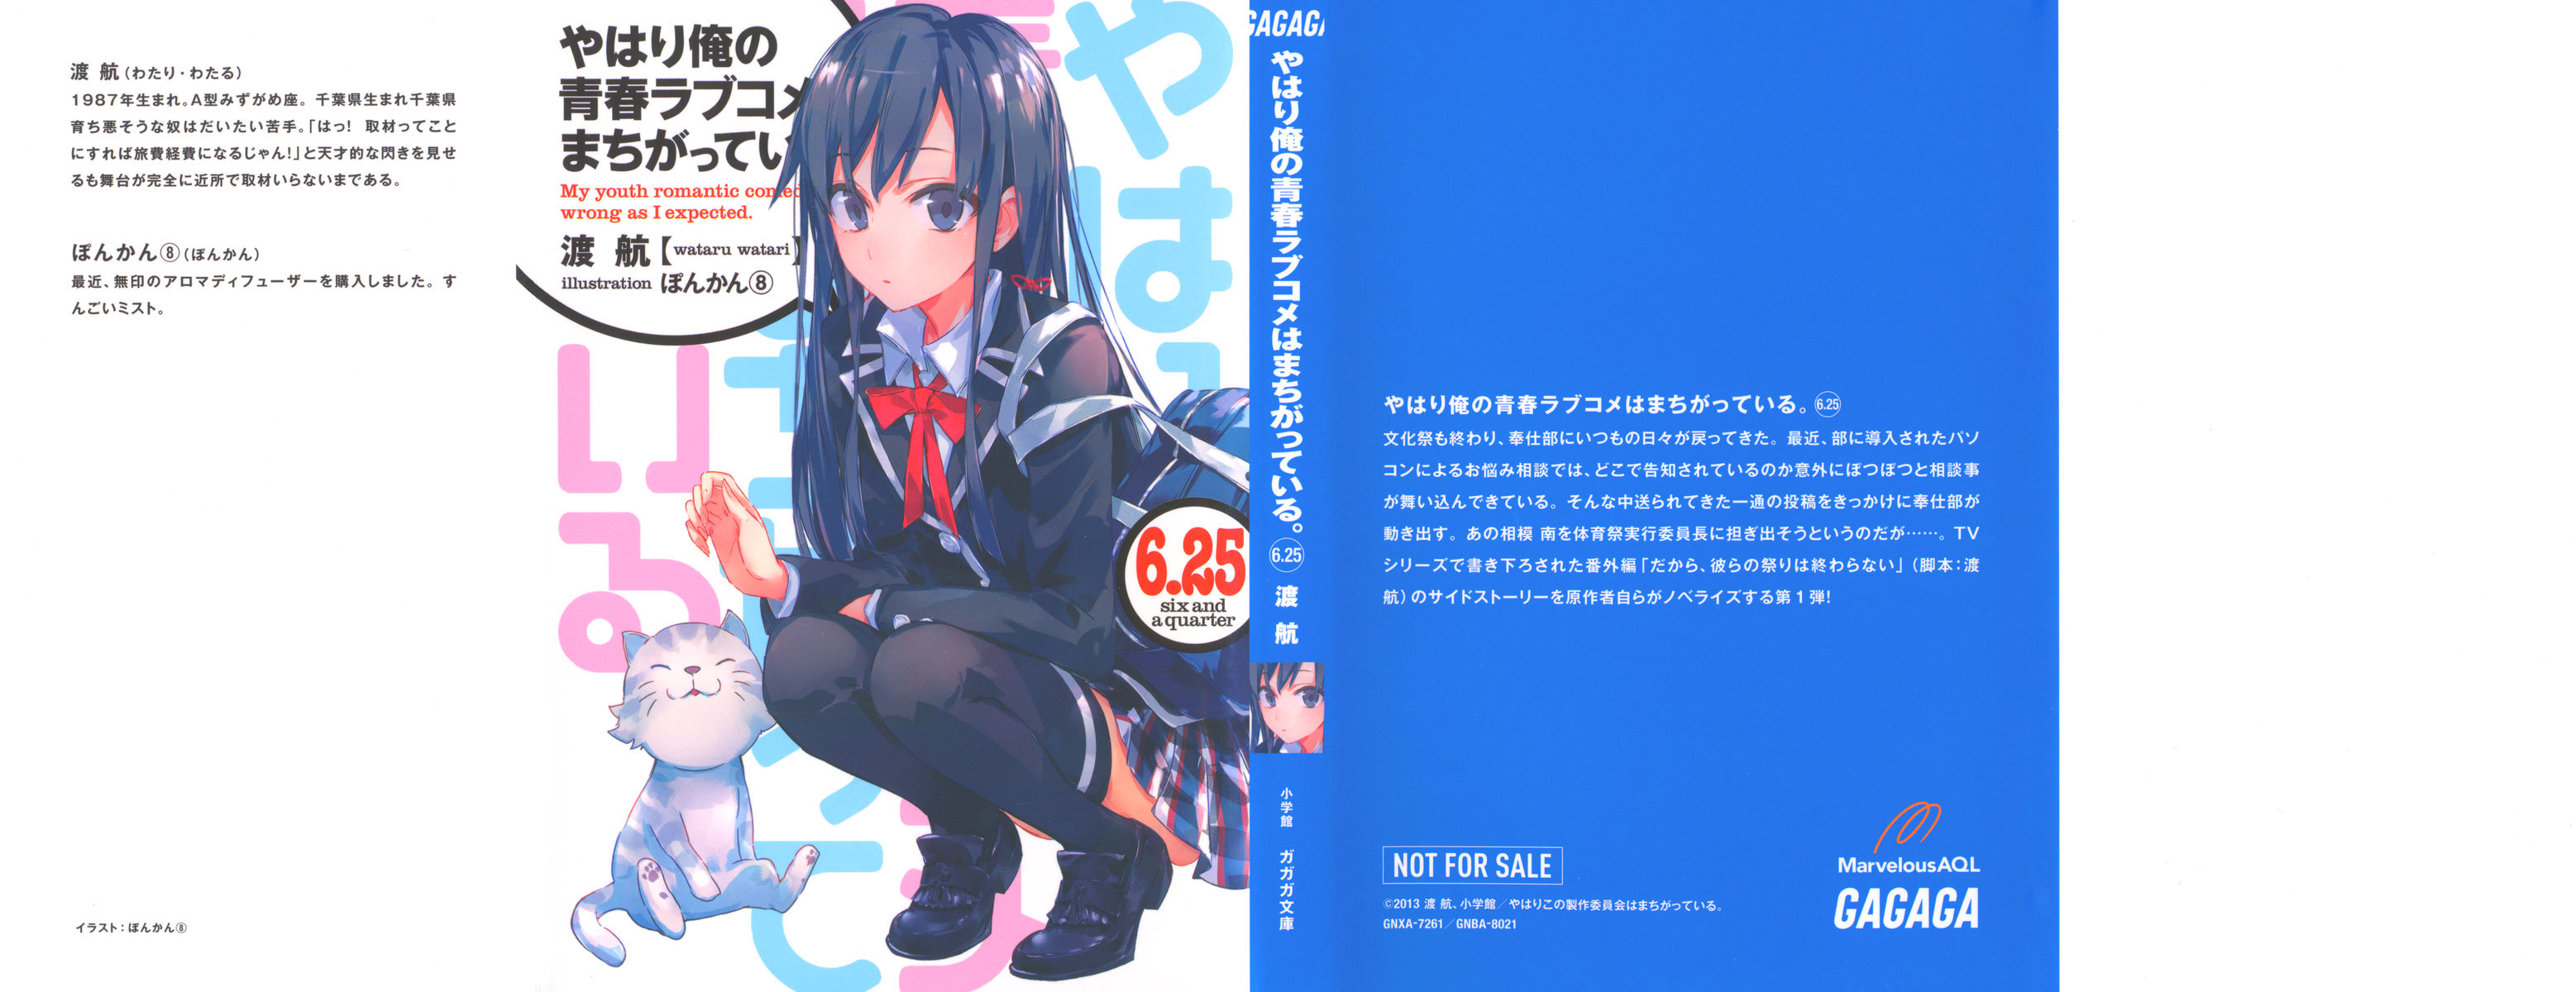 渡 航（わたり・わたる）
1987年生まれ。A型みずがめ座。千葉県生まれ千葉県
育ち悪そうな奴はだいたい苦手。「はっ！ 取材ってこと
にすれば旅費経費になるじゃん！」と天才的な閃きを見せ
るも舞台が完全に近所で取材いらないまである。
ぽんかん⑧（ぽんかん）
最近、無印のアロマディフューザーを購入しました。す
んごいミスト。
イラスト：ぽんかん⑧
やはり俺の
青春ラブコメ
まちがってい
My youth romantic comed
wrong as I expected.
渡 航【wataru watari】
illustration ぽんかん⑧
やは
いる
6.25
six and
a quarter
GAGAGA
やはり俺の青春ラブコメはまちがっている。6.25 渡 航
小学館 ガガガ文庫
やはり俺の青春ラブコメはまちがっている。6.25
文化祭も終わり、奉仕部にいつもの日々が戻ってきた。最近、部に導入されたパソ
コンによるお悩み相談では、どこで告知されているのか意外にぽつぽつと相談事
が舞い込んできている。そんな中送られてきた一通の投稿をきっかけに奉仕部が
動き出す。あの相模 南を体育祭実行委員長に担ぎ出そうというのだが……。TV
シリーズで書き下ろされた番外編「だから、彼らの祭りは終わらない」（脚本：渡
航）のサイドストーリーを原作者自らがノベライズする第1弾！
NOT FOR SALE
©2013 渡 航、小学館／やはりこの製作委員会はまちがっている。
GNXA-7261／GNBA-8021
MarvelousAQL
GAGAGA